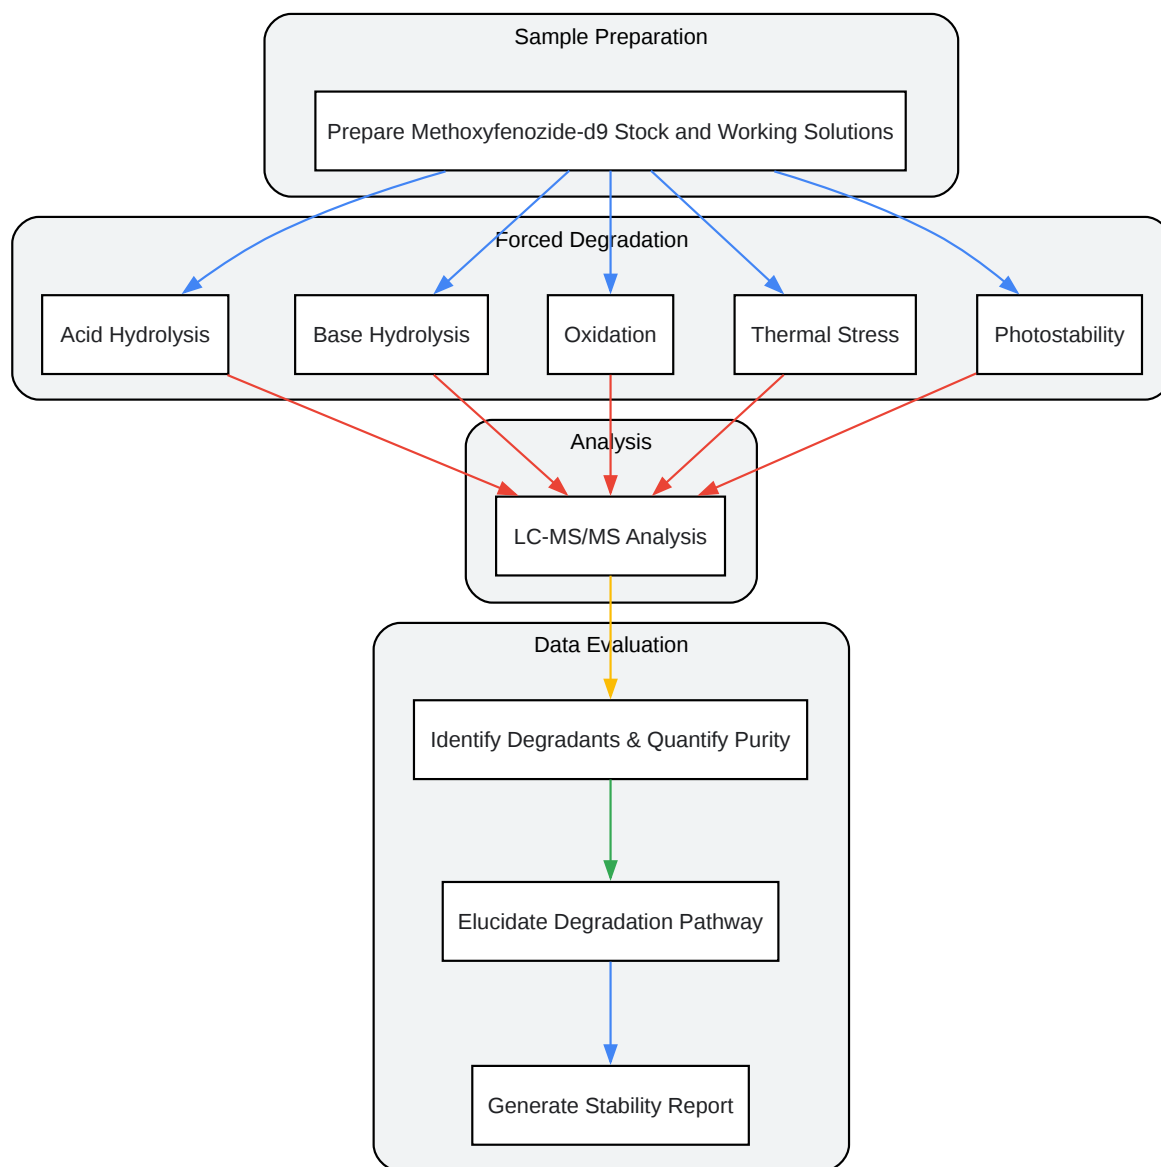 Sample Preparation
Prepare Methoxyfenozide-d9 Stock and Working Solutions
Forced Degradation
Acid Hydrolysis
Base Hydrolysis
Oxidation
Thermal Stress
Photostability
Analysis
LC-MS/MS Analysis
Data Evaluation
Identify Degradants & Quantify Purity
Elucidate Degradation Pathway
Generate Stability Report